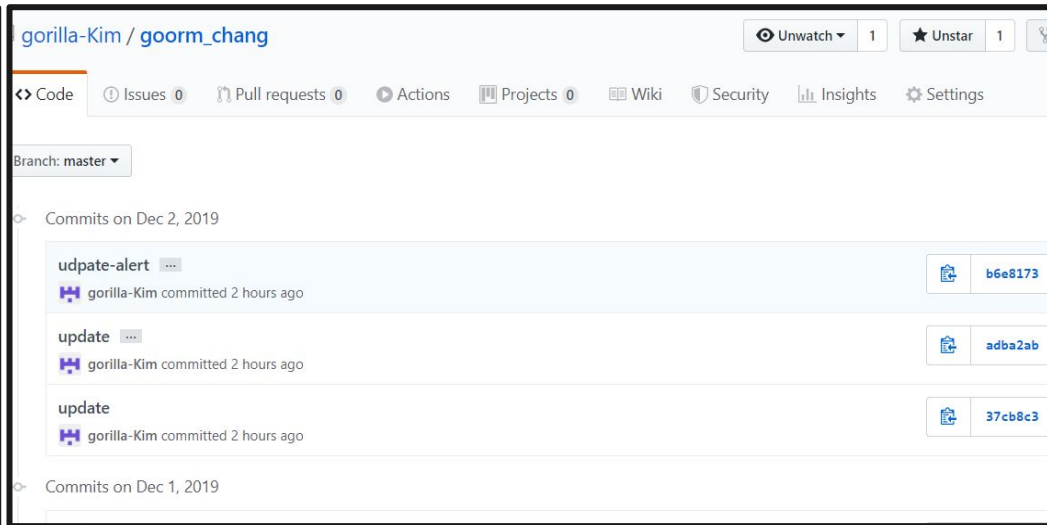 gorilla-Kim / goorm_chang
Unwatch 1 Unstar 1
Code Issues 0 Pull requests 0 Actions Projects 0 Wiki Security Insights Settings
Branch: master
Commits on Dec 2, 2019
udpate-alert ...
b6e8173
gorilla-Kim committed 2 hours ago
update ...
adba2ab
gorilla-Kim committed 2 hours ago
update
37cb8c3
gorilla-Kim committed 2 hours ago
Commits on Dec 1, 2019